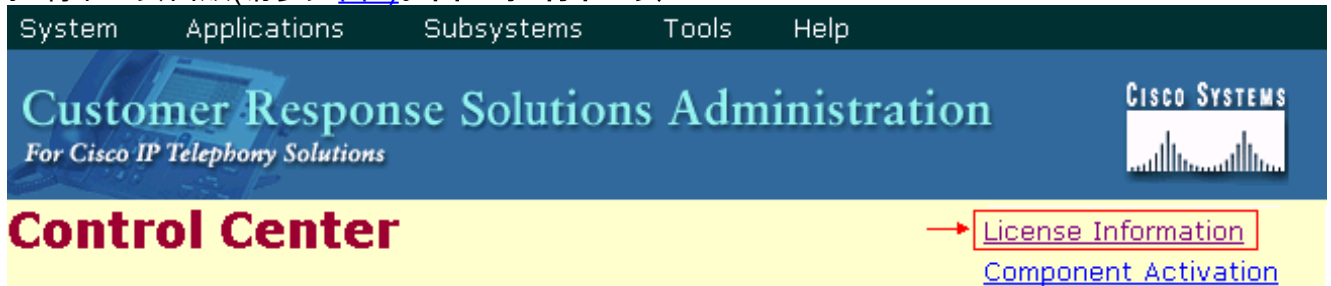 System Applications Subsystems Tools Help
Customer Response Solutions Administration
CISCO SYSTEMS
For Cisco IP Telephony Solutions
Control Center
License Information
Component Activation